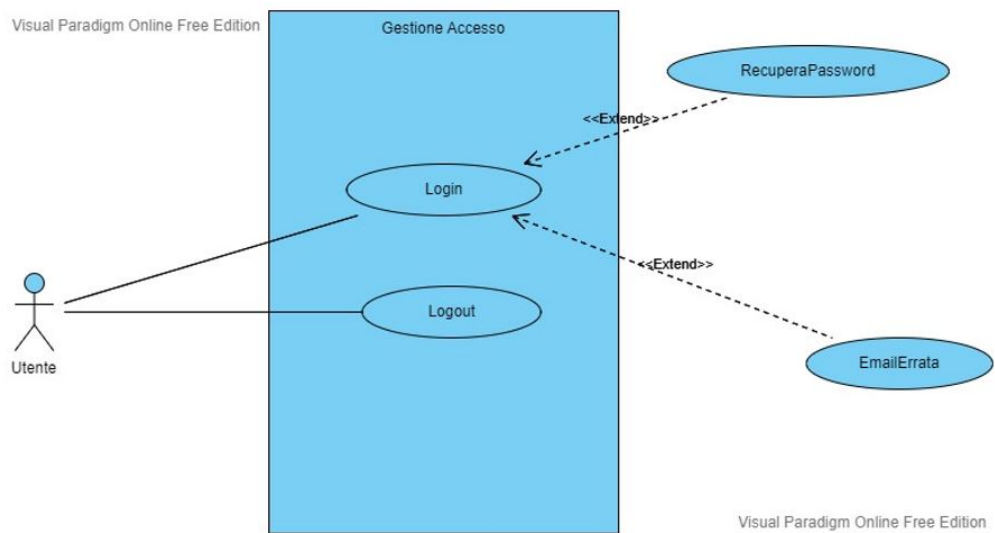 Visual Paradigm Online Free Edition
Gestione Accesso
RecuperaPassword
<<Extend>>
Login
<<Extend>>
Logout
Utente
EmailErrata
Visual Paradigm Online Free Edition